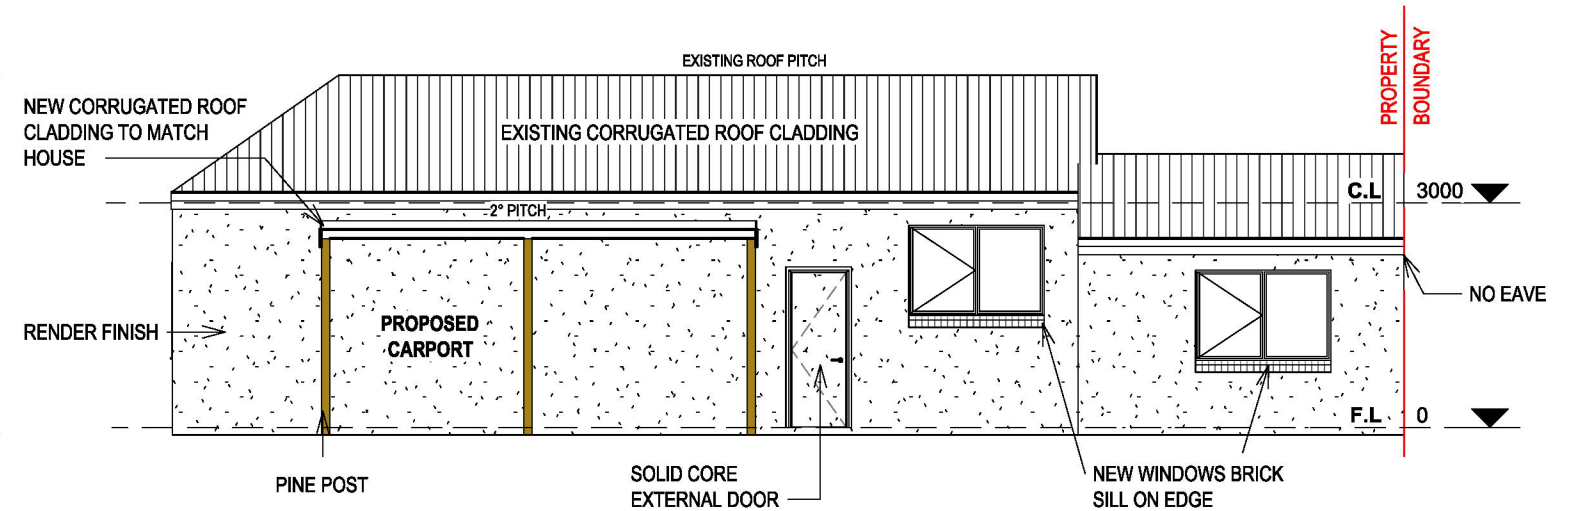 EXISTING ROOF PITCH
PROPERTY
BOUNDARY
NEW CORRUGATED ROOF
CLADDING TO MATCH
HOUSE
EXISTING CORRUGATED ROOF CLADDING
C.L 3000
2° PITCH
NO EAVE
RENDER FINISH
PROPOSED
CARPORT
F.L 0
PINE POST
SOLID CORE
EXTERNAL DOOR
NEW WINDOWS BRICK
SILL ON EDGE